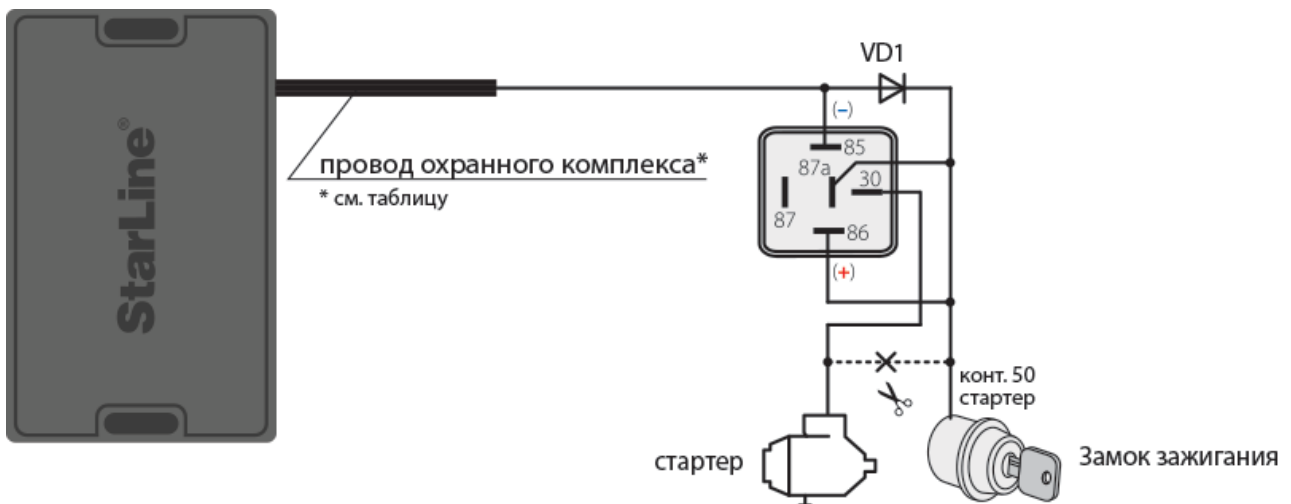 VD1
(–)
85
87a
30
87
86
(+)
StarLine®
провод охранного комплекса*
* см. таблицу
конт. 50
стартер
стартер
Замок зажигания